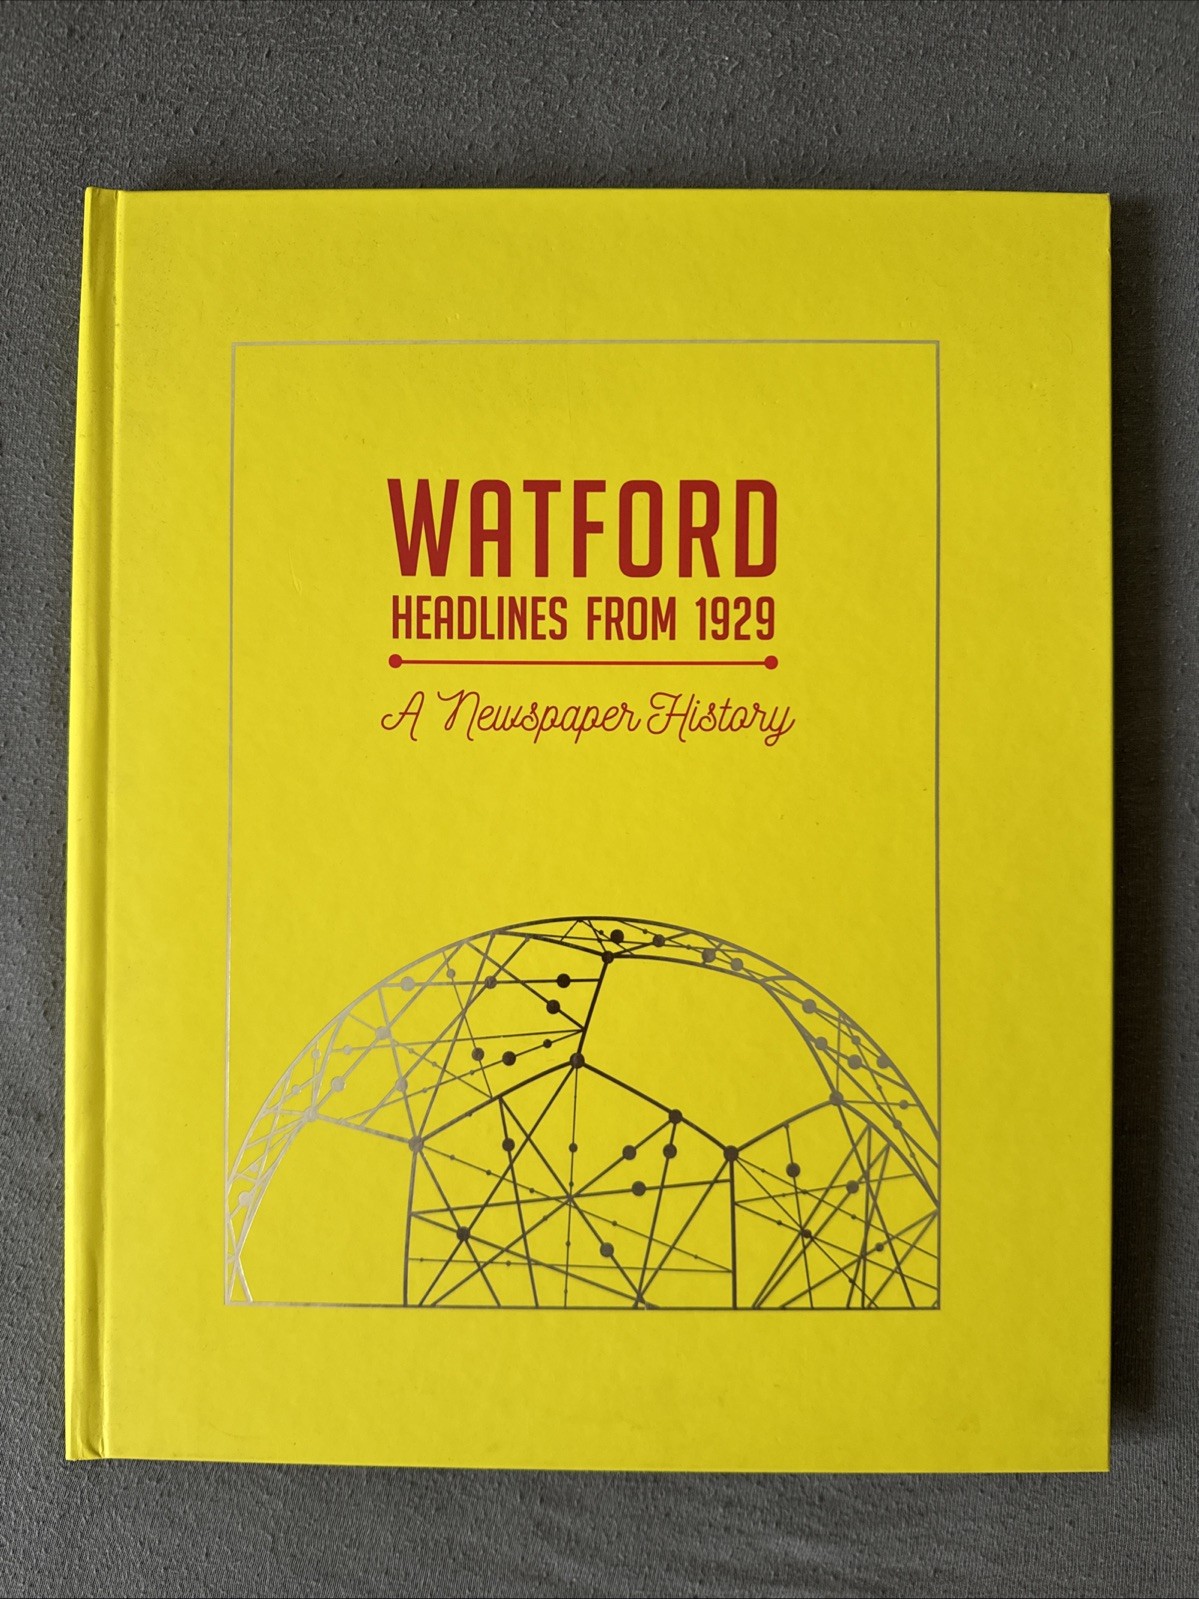 WATFORD
HEADLINES FROM 1929
A Newspaper History